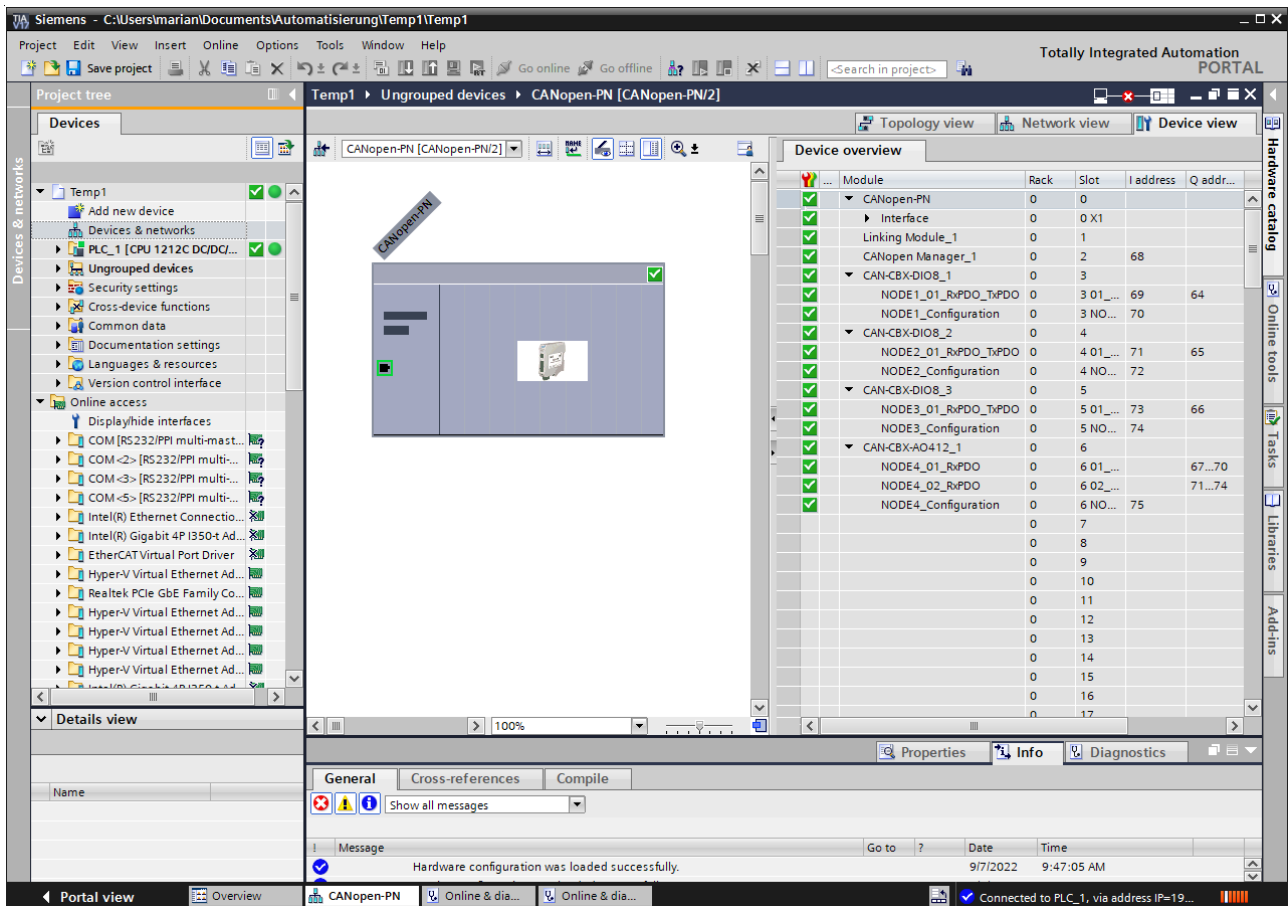 Siemens - C:\Users\marian\Documents\Automatisierung\Temp1\Temp1
Project Edit View Insert Online Options Tools Window Help
Totally Integrated Automation
PORTAL
Save project Go online Go offline <Search in project>
Project tree
Temp1 Ungrouped devices CANopen-PN [CANopen-PN/2]
Devices
Topology view Network view Device view
CANopen-PN [CANopen-PN/2]
Device overview
Devices & networks
Temp1
Add new device
Devices & networks
PLC_1 [CPU 1212C DC/DC/...
Ungrouped devices
Security settings
Cross-device functions
Common data
Documentation settings
Languages & resources
Version control interface
Online access
Display/hide interfaces
COM [RS232/PPI multi-mast...
COM <2> [RS232/PPI multi-...
COM <3> [RS232/PPI multi-...
COM <5> [RS232/PPI multi-...
Intel(R) Ethernet Connectio...
Intel(R) Gigabit 4P I350-t Ad...
EtherCAT Virtual Port Driver
Hyper-V Virtual Ethernet Ad...
Realtek PCIe GbE Family Co...
Hyper-V Virtual Ethernet Ad...
Hyper-V Virtual Ethernet Ad...
Hyper-V Virtual Ethernet Ad...
Hyper-V Virtual Ethernet Ad...
Intel(R) Gigabit 4P I350-t Ad...
Details view
Name
CANopen-PN
100%
... Module Rack Slot I address Q addr...
CANopen-PN 0 0
Interface 0 0 X1
Linking Module_1 0 1
CANopen Manager_1 0 2 68
CAN-CBX-DIO8_1 0 3
NODE1_01_RxPDO_TxPDO 0 3 01_... 69 64
NODE1_Configuration 0 3 NO... 70
CAN-CBX-DIO8_2 0 4
NODE2_01_RxPDO_TxPDO 0 4 01_... 71 65
NODE2_Configuration 0 4 NO... 72
CAN-CBX-DIO8_3 0 5
NODE3_01_RxPDO_TxPDO 0 5 01_... 73 66
NODE3_Configuration 0 5 NO... 74
CAN-CBX-AO412_1 0 6
NODE4_01_RxPDO 0 6 01_... 67...70
NODE4_02_RxPDO 0 6 02_... 71...74
NODE4_Configuration 0 6 NO... 75
0 7
0 8
0 9
0 10
0 11
0 12
0 13
0 14
0 15
0 16
0 17
Hardware catalog
Online tools
Tasks
Libraries
Add-ins
Properties Info Diagnostics
General Cross-references Compile
Show all messages
! Message Go to ? Date Time
Hardware configuration was loaded successfully. 9/7/2022 9:47:05 AM
Portal view Overview CANopen-PN Online & dia... Online & dia... Connected to PLC_1, via address IP=19...